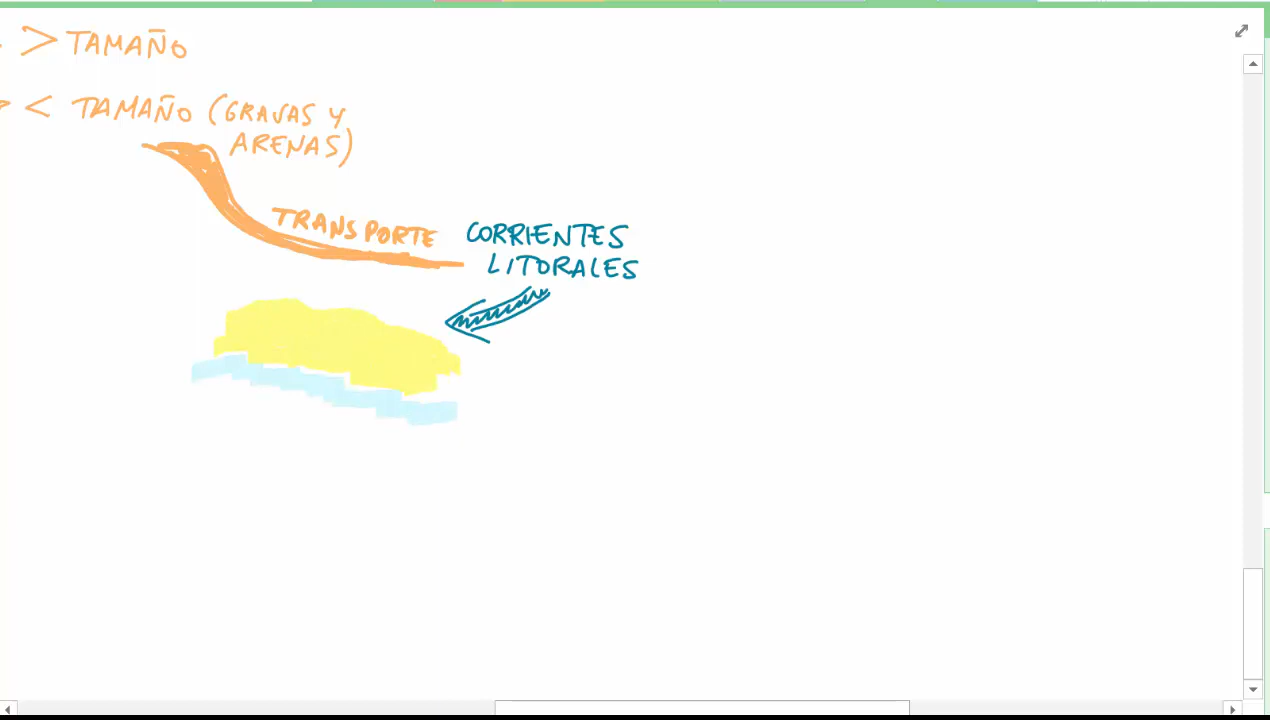 > TAMAÑO
< TAMAÑO (GRAVAS Y
ARENAS)
TRANSPORTE
CORRIENTES
LITORALES